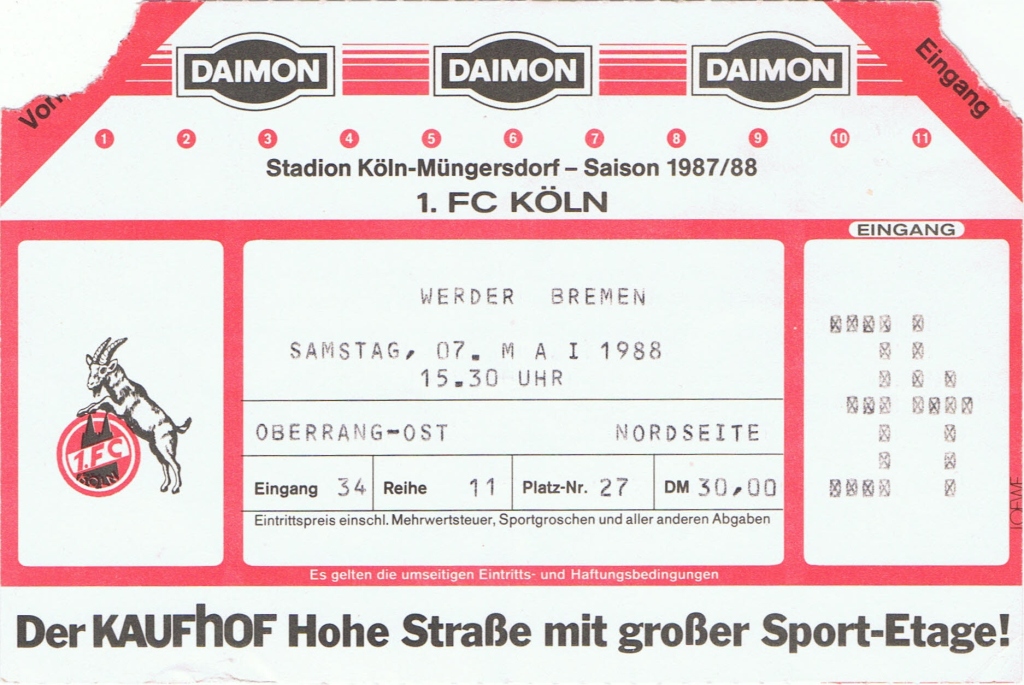 DAIMON DAIMON DAIMON
Eingang
1 2 3 4 5 6 7 8 9 10 11
Stadion Köln-Müngersdorf – Saison 1987/88
1. FC KÖLN
EINGANG
WERDER BREMEN
SAMSTAG, 07. M A I 1988
15.30 UHR
34
OBERRANG-OST NORDSEITE
1.FC
KÖLN
Eingang 34 Reihe 11 Platz-Nr. 27 DM 30,00
Eintrittspreis einschl. Mehrwertsteuer, Sportgroschen und aller anderen Abgaben
Es gelten die umseitigen Eintritts- und Haftungsbedingungen
Der KAUFhOF Hohe Straße mit großer Sport-Etage!